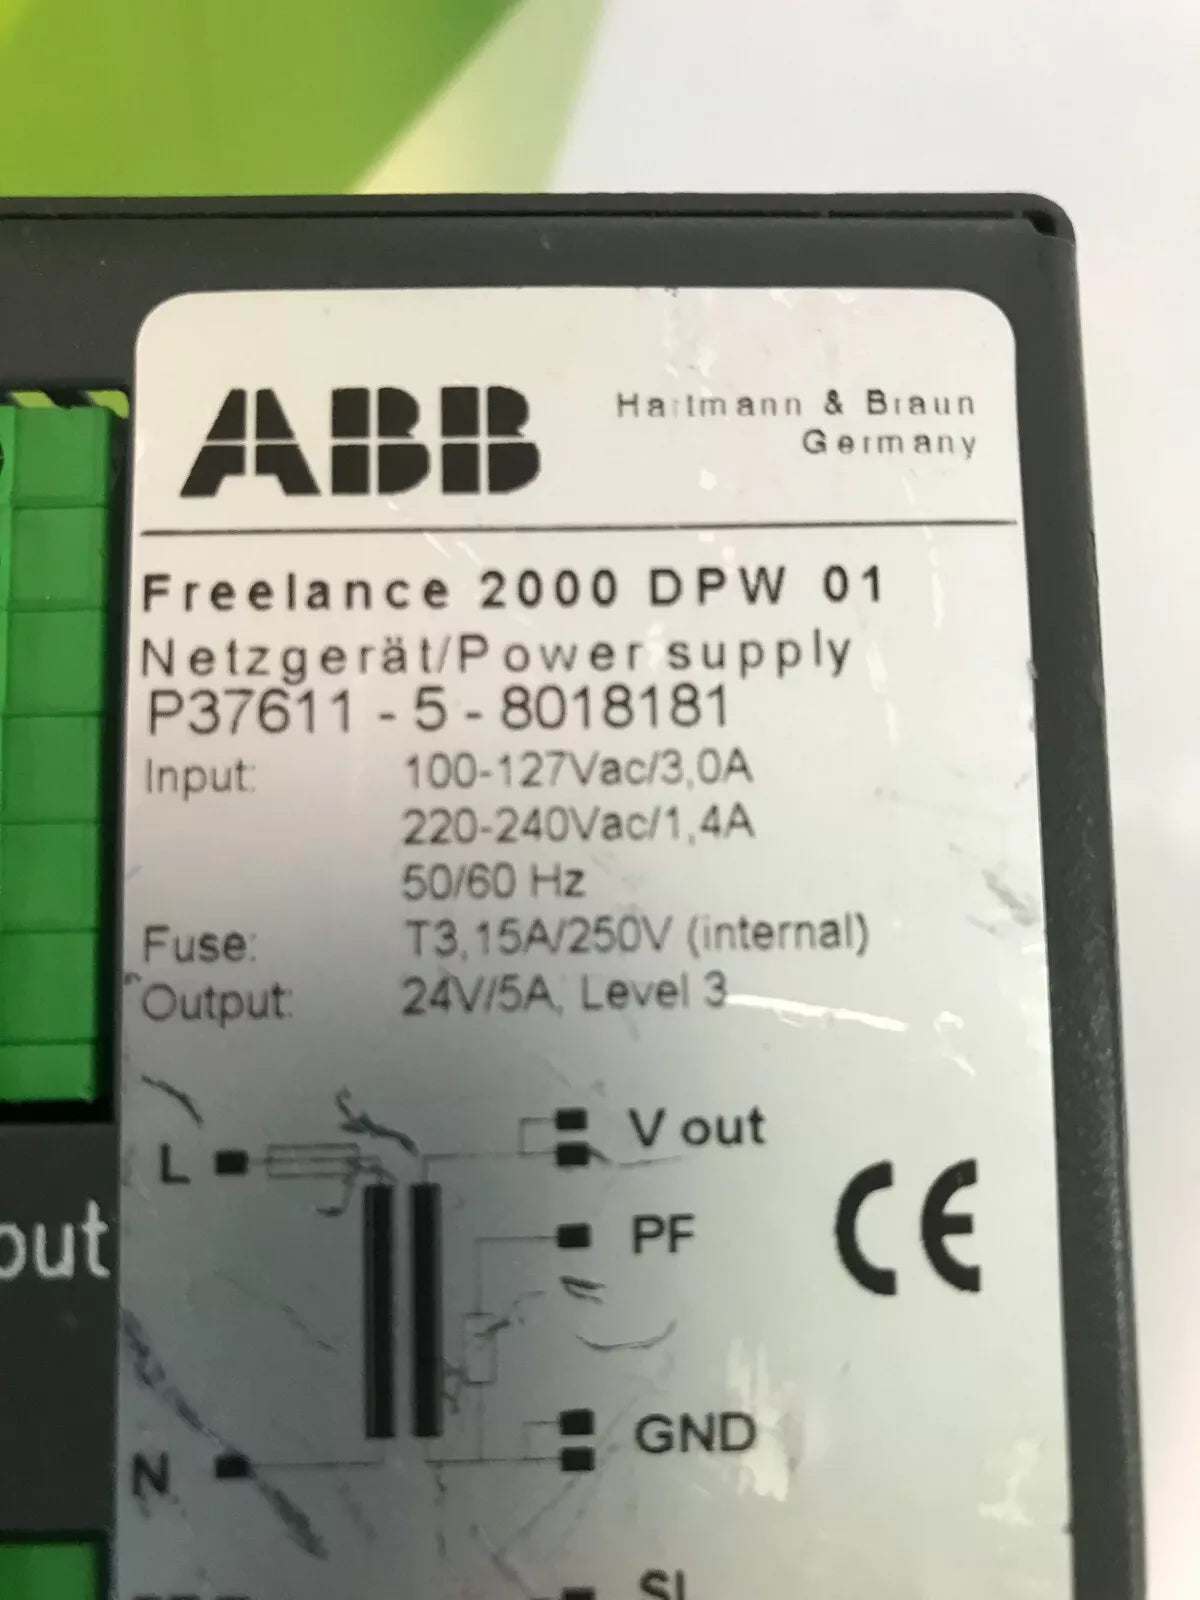 ABB
Hartmann & Braun
Germany
Freelance 2000 DPW 01
Netzgerät/Power supply
P37611 - 5 - 8018181
Input: 100-127Vac/3,0A
220-240Vac/1,4A
50/60 Hz
Fuse: T3,15A/250V (internal)
Output: 24V/5A, Level 3
L
V out
PF
CE
out
GND
N